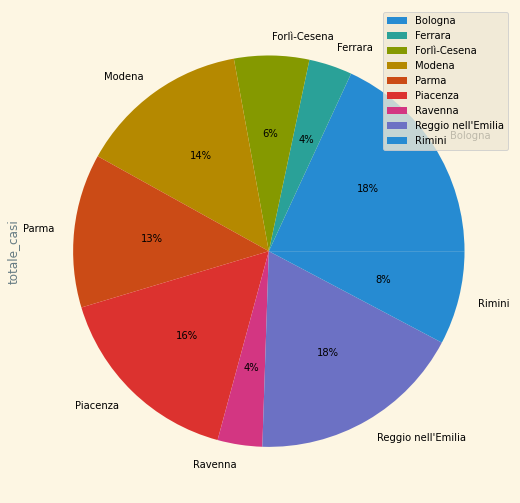 Bologna
Ferrara
Forlì-Cesena
Modena
Parma
Piacenza
Ravenna
Reggio nell'Emilia
Rimini
Forlì-Cesena
Ferrara
Modena
Bologna
6%
4%
14%
18%
Parma
13%
totale_casi
8%
Rimini
16%
18%
4%
Piacenza
Reggio nell'Emilia
Ravenna